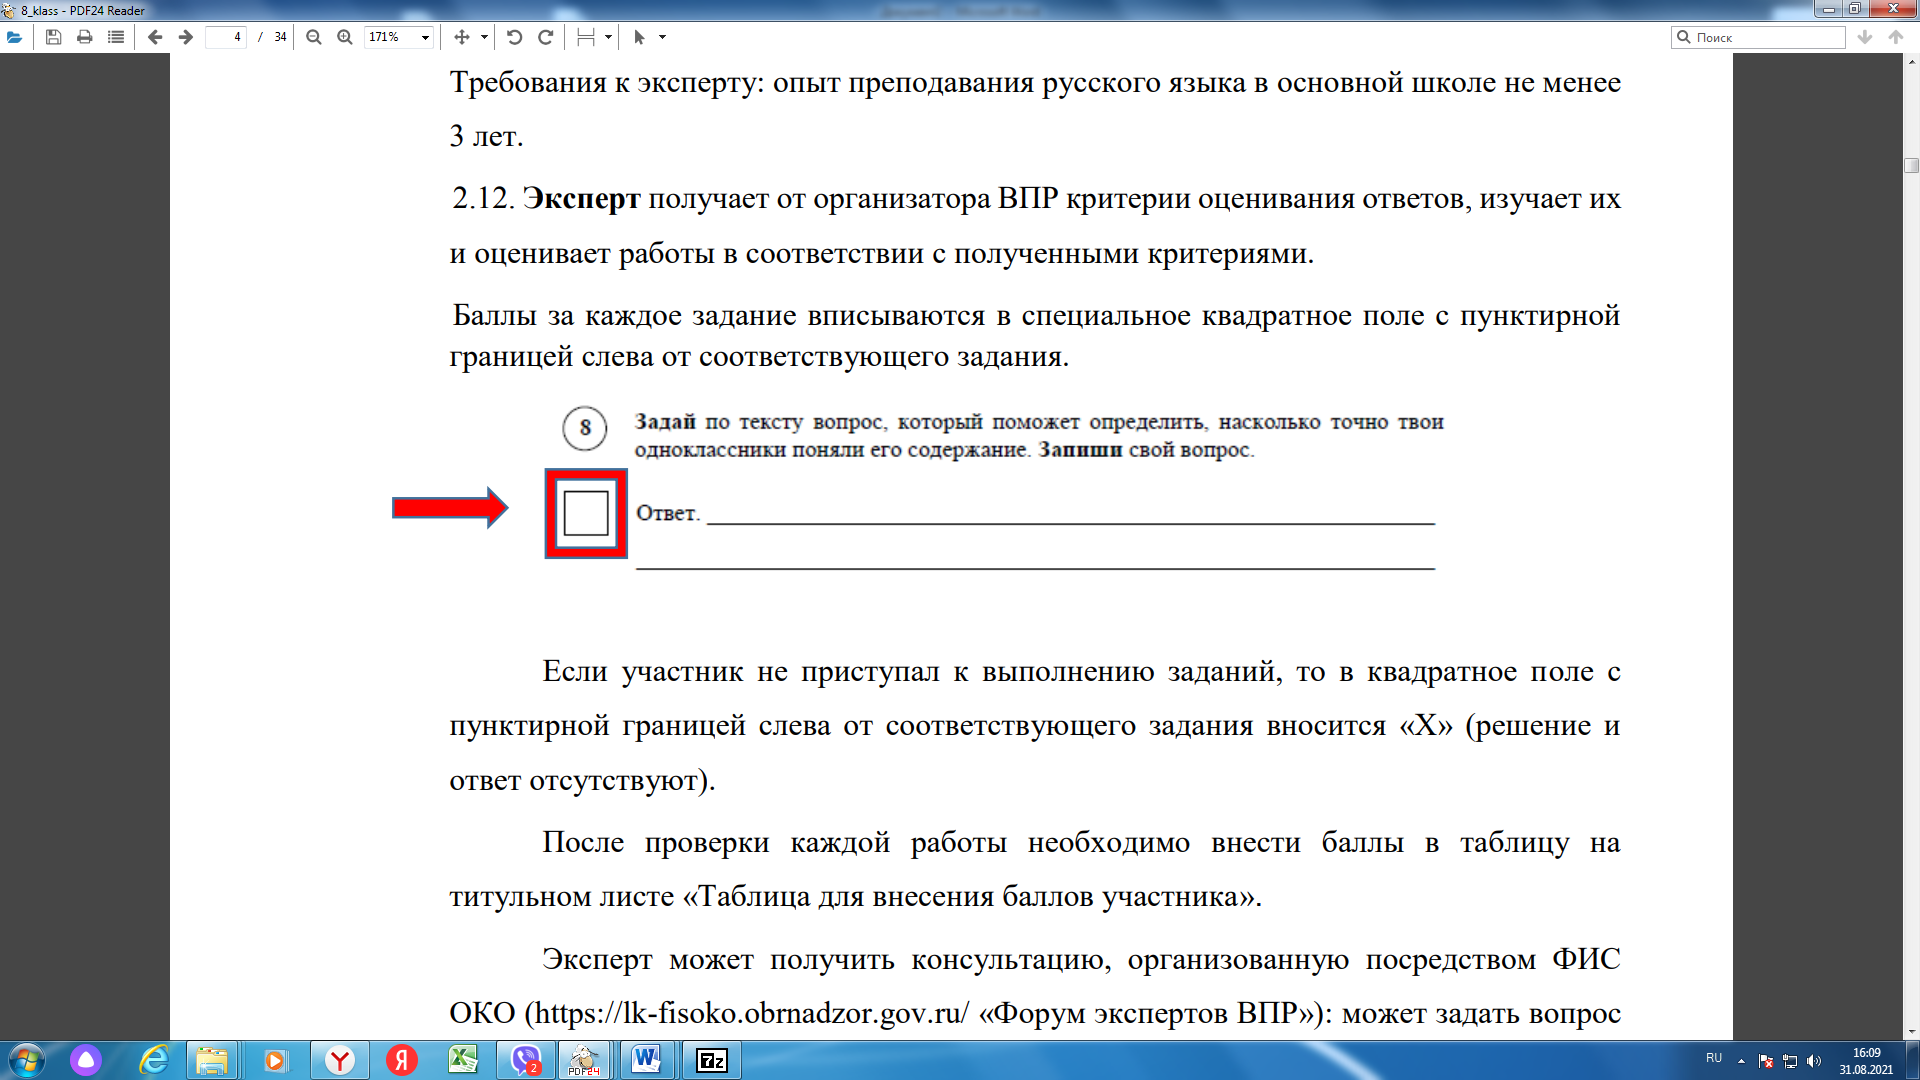 8_klass - PDF24 Reader
4 / 34
171%
Поиск
Требования к эксперту: опыт преподавания русского языка в основной школе не менее
3 лет.
2.12. Эксперт получает от организатора ВПР критерии оценивания ответов, изучает их
и оценивает работы в соответствии с полученными критериями.
Баллы за каждое задание вписываются в специальное квадратное поле с пунктирной
границей слева от соответствующего задания.
8
Задай по тексту вопрос, который поможет определить, насколько точно твои
одноклассники поняли его содержание. Запиши свой вопрос.
Ответ.
Если участник не приступал к выполнению заданий, то в квадратное поле с
пунктирной границей слева от соответствующего задания вносится «X» (решение и
ответ отсутствуют).
После проверки каждой работы необходимо внести баллы в таблицу на
титульном листе «Таблица для внесения баллов участника».
Эксперт может получить консультацию, организованную посредством ФИС
ОКО (https://lk-fisoko.obrnadzor.gov.ru/ «Форум экспертов ВПР»): может задать вопрос
2
PDF24
7z
RU
16:09
31.08.2021